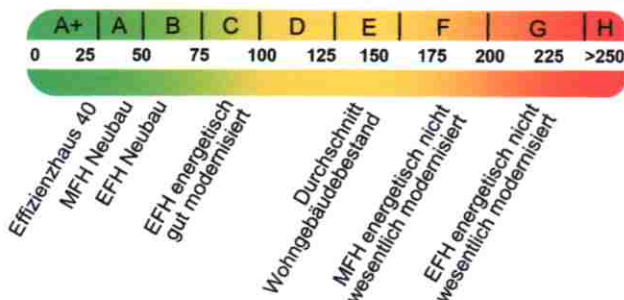 A+ A B C D E F G H
0 25 50 75 100 125 150 175 200 225 >250
Effizienzhaus 40
MFH Neubau
EFH Neubau
EFH energetisch
gut modernisiert
Durchschnitt
Wohngebäudebestand
MFH energetisch nicht
wesentlich modernisiert
EFH energetisch nicht
wesentlich modernisiert